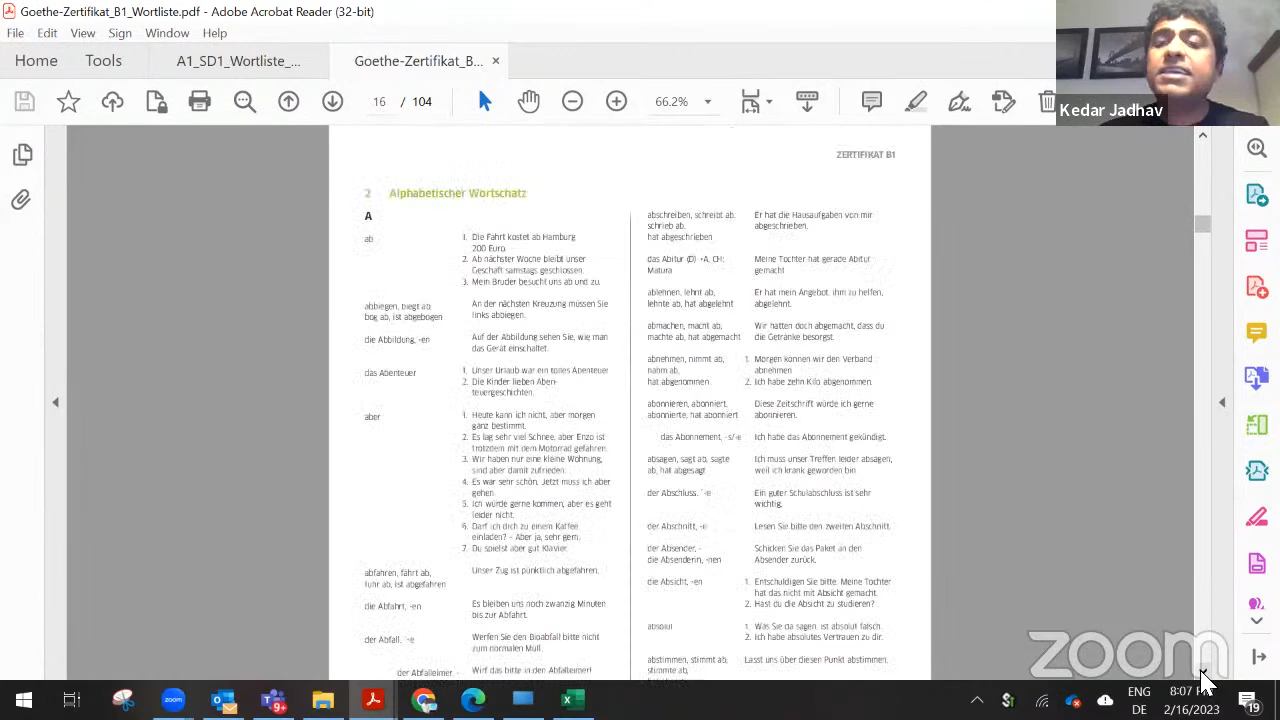 Goethe-Zertifikat_B1_Wortliste.pdf - Adobe Acrobat Reader (32-bit)
File Edit View Sign Window Help
Home Tools A1_SD1_Wortliste_... Goethe-Zertifikat_B... ×
16 / 104 66.2%
Kedar Jadhav
ZERTIFIKAT B1
2 Alphabetischer Wortschatz
A
ab
1. Die Fahrt kostet ab Hamburg
200 Euro.
2. Ab nächster Woche bleibt unser
Geschäft samstags geschlossen.
3. Mein Bruder besucht uns ab und zu.
abbiegen, biegt ab,
bog ab, ist abgebogen
An der nächsten Kreuzung müssen Sie
links abbiegen.
die Abbildung, -en
Auf der Abbildung sehen Sie, wie man
das Gerät einschaltet.
das Abenteuer
1. Unser Urlaub war ein tolles Abenteuer
2. Die Kinder lieben Aben-
teuergeschichten.
aber
1. Heute kann ich nicht, aber morgen
ganz bestimmt.
2. Es lag sehr viel Schnee, aber Enzo ist
trotzdem mit dem Motorrad gefahren.
3. Wir haben nur eine kleine Wohnung,
sind aber damit zufrieden.
4. Es war sehr schön. Jetzt muss ich aber
gehen
5. Ich würde gerne kommen, aber es geht
leider nicht.
6. Darf ich dich zu einem Kaffee
einladen? – Aber ja, sehr gern.
7. Du spielst aber gut Klavier.
abfahren, fährt ab,
fuhr ab, ist abgefahren
Unser Zug ist pünktlich abgefahren.
die Abfahrt, -en
Es bleiben uns noch zwanzig Minuten
bis zur Abfahrt.
der Abfall, ¨-e
Werfen Sie den Bioabfall bitte nicht
zum normalen Müll.
der Abfalleimer -
Wirf das bitte in den Abfalleimer!
abschreiben, schreibt ab,
schrieb ab,
hat abgeschrieben
Er hat die Hausaufgaben von mir
abgeschrieben.
das Abitur (D) →A, CH:
Matura
Meine Tochter hat gerade Abitur
gemacht
ablehnen, lehnt ab,
lehnte ab, hat abgelehnt
Er hat mein Angebot, ihm zu helfen,
abgelehnt.
abmachen, macht ab,
machte ab, hat abgemacht
Wir hatten doch abgemacht, dass du
die Getränke besorgst.
abnehmen, nimmt ab,
nahm ab,
hat abgenommen
1. Morgen können wir den Verband
abnehmen
2. Ich habe zehn Kilo abgenommen.
abonnieren, abonniert,
abonnierte, hat abonniert
Diese Zeitschrift würde ich gerne
abonnieren.
das Abonnement, -s/-e
Ich habe das Abonnement gekündigt.
absagen, sagt ab, sagte
ab, hat abgesagt
Ich muss unser Treffen leider absagen,
weil ich krank geworden bin
der Abschluss, ¨-e
Ein guter Schulabschluss ist sehr
wichtig.
der Abschnitt, -e
Lesen Sie bitte den zweiten Abschnitt.
der Absender, -
die Absenderin, -nen
Schicken Sie das Paket an den
Absender zurück.
die Absicht, -en
1. Entschuldigen Sie bitte. Meine Tochter
hat das nicht mit Absicht gemacht.
2. Hast du die Absicht zu studieren?
absolut
1. Was Sie da sagen, ist absolut falsch.
2. Ich habe absolutes Vertrauen zu dir.
abstimmen, stimmt ab,
stimmte ab,
Lasst uns über diesen Punkt abstimmen.
zoom
zoom
9+
ENG
DE
8:07 P
2/16/2023
19